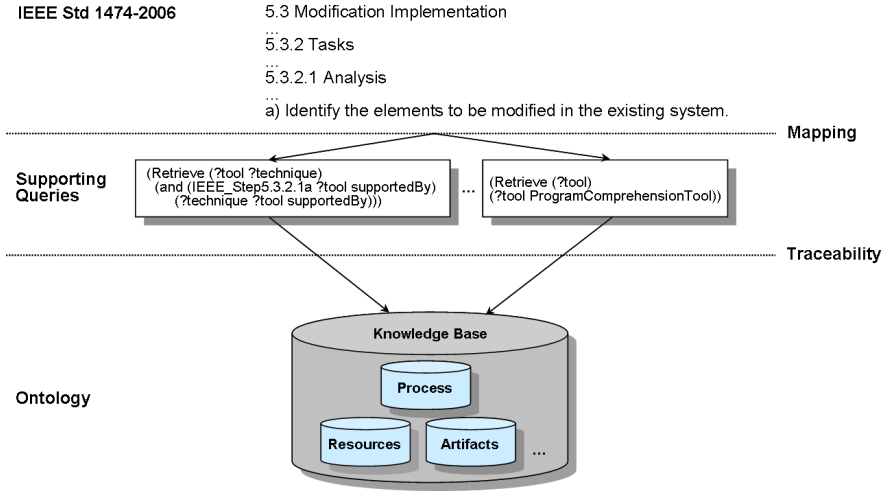 IEEE Std 1474-2006
5.3 Modification Implementation
...
5.3.2 Tasks
...
5.3.2.1 Analysis
...
a) Identify the elements to be modified in the existing system.
Mapping
Supporting
Queries
(Retrieve (?tool ?technique)
(and (IEEE_Step5.3.2.1a ?tool supportedBy)
(?technique ?tool supportedBy)))
...
(Retrieve (?tool)
(?tool ProgramComprehensionTool))
Traceability
Knowledge Base
Ontology
Process
Resources
Artifacts
...